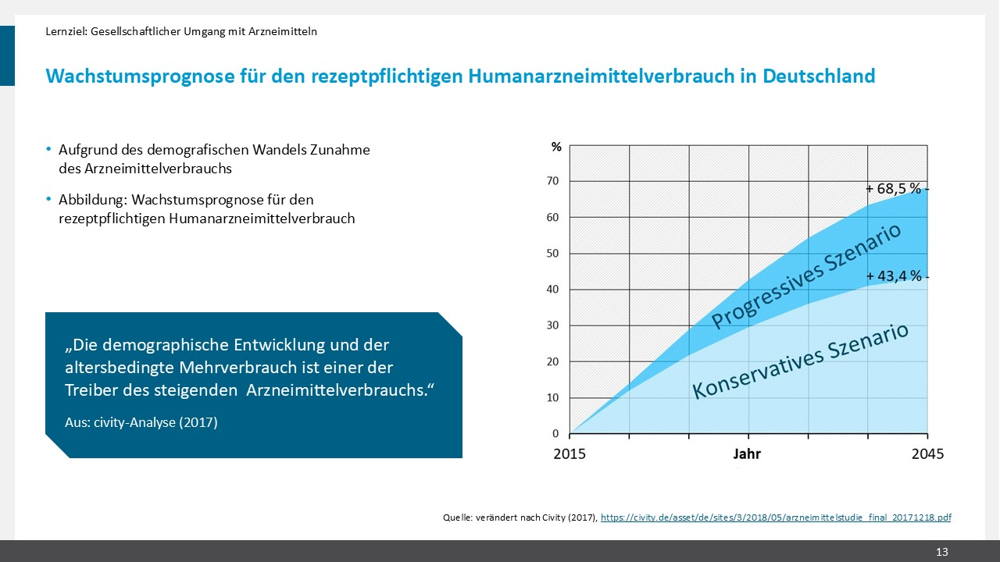 Lernziel: Gesellschaftlicher Umgang mit Arzneimitteln
Wachstumsprognose für den rezeptpflichtigen Humanarzneimittelverbrauch in Deutschland
• Aufgrund des demografischen Wandels Zunahme
des Arzneimittelverbrauchs
• Abbildung: Wachstumsprognose für den
rezeptpflichtigen Humanarzneimittelverbrauch
„Die demographische Entwicklung und der
altersbedingte Mehrverbrauch ist einer der
Treiber des steigenden  Arzneimittelverbrauchs.“
Aus: civity-Analyse (2017)
%
70
60
50
40
30
20
10
0
+ 68,5 %
Progressives Szenario
+ 43,4 %
Konservatives Szenario
2015
Jahr
2045
Quelle: verändert nach Civity (2017), https://civity.de/asset/de/sites/3/2018/05/arzneimittelstudie_final_20171218.pdf
13